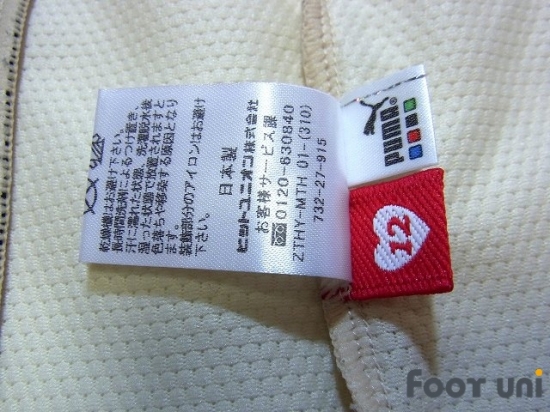 乾燥機はお避け下さい。
長時間洗剤によるつけ置き、
汗に濡れた状態、洗濯脱水後
湿った状態で放置されますと
色落ちや移染する原因となり
ます。
装飾部分のアイロンはお避け
下さい。
日本製
ヒットユニオン株式会社
お客様サービス課
0120-630840
ZTHY-MTH 01-(310)
732-27-915
PUMA
12
FOOT UNi